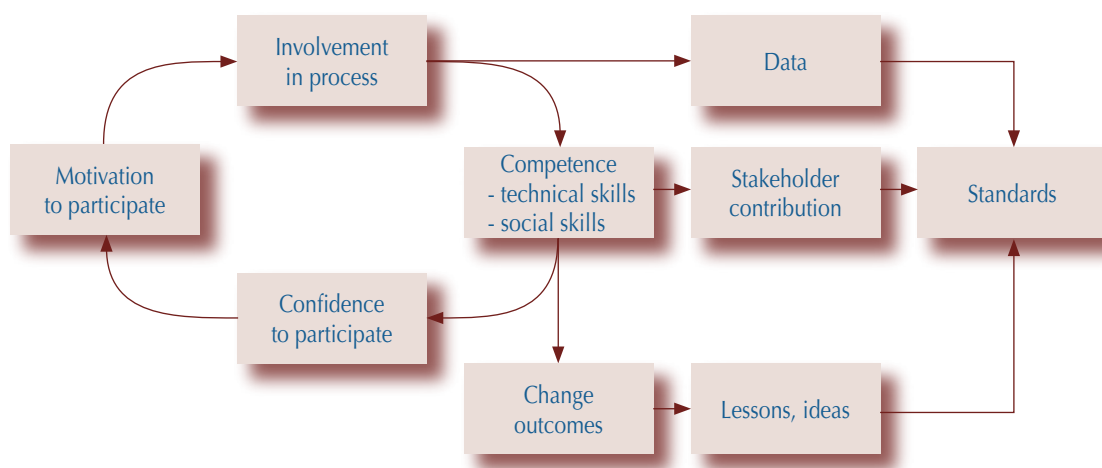 Involvement
in process
Data
Motivation
to participate
Competence
- technical skills
- social skills
Stakeholder
contribution
Standards
Confidence
to participate
Change
outcomes
Lessons, ideas